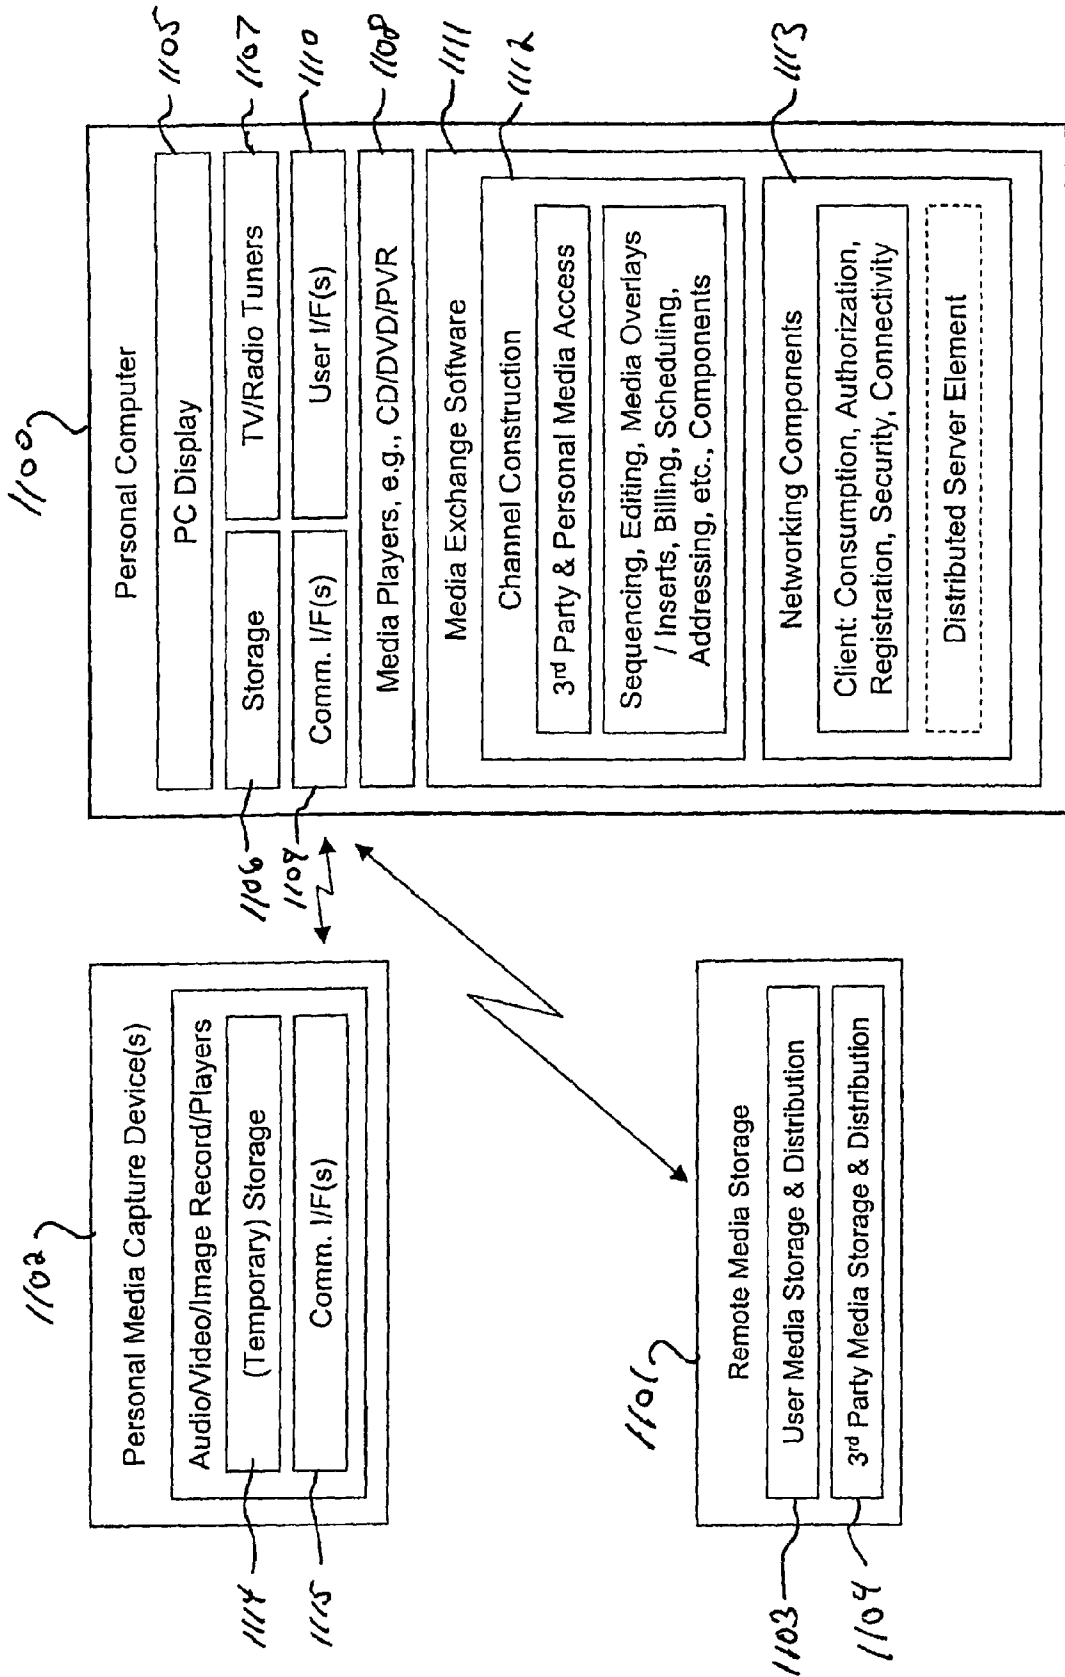 1102
Personal Media Capture Device(s)
Audio/Video/Image Record/Players
1114
(Temporary) Storage
1115
Comm. I/F(s)
1101
Remote Media Storage
1103
User Media Storage & Distribution
1104
3rd Party Media Storage & Distribution
1100
Personal Computer
PC Display
1105
1106
Storage
TV/Radio Tuners
1107
1109
Comm. I/F(s)
User I/F(s)
1110
Media Players, e.g., CD/DVD/PVR
1108
Media Exchange Software
1111
Channel Construction
1112
3rd Party & Personal Media Access
Sequencing, Editing, Media Overlays
/ Inserts, Billing, Scheduling,
Addressing, etc., Components
Networking Components
1113
Client: Consumption, Authorization,
Registration, Security, Connectivity
Distributed Server Element